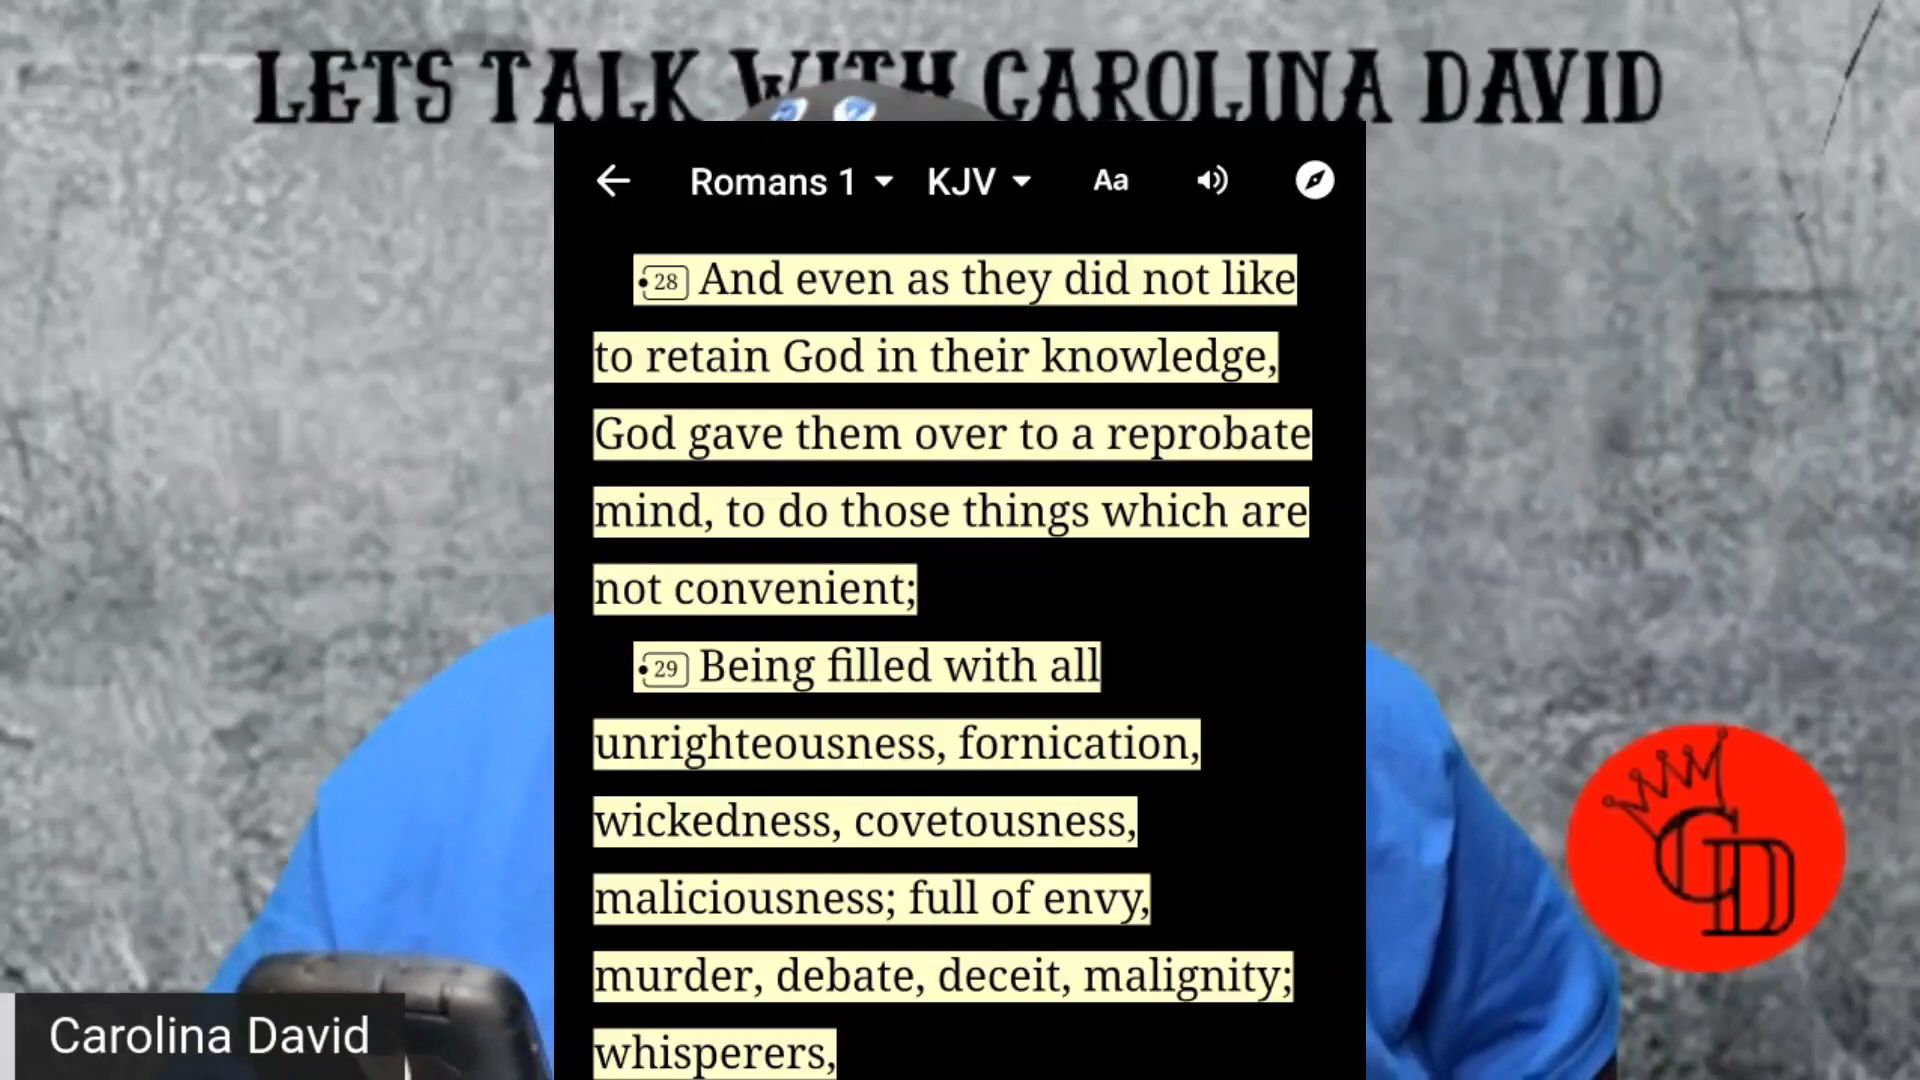 LETS TALK WITH CAROLINA DAVID
Romans 1 KJV Aa
28 And even as they did not like
to retain God in their knowledge,
God gave them over to a reprobate
mind, to do those things which are
not convenient;
29 Being filled with all
unrighteousness, fornication,
wickedness, covetousness,
maliciousness; full of envy,
murder, debate, deceit, malignity;
whisperers,
CD
Carolina David